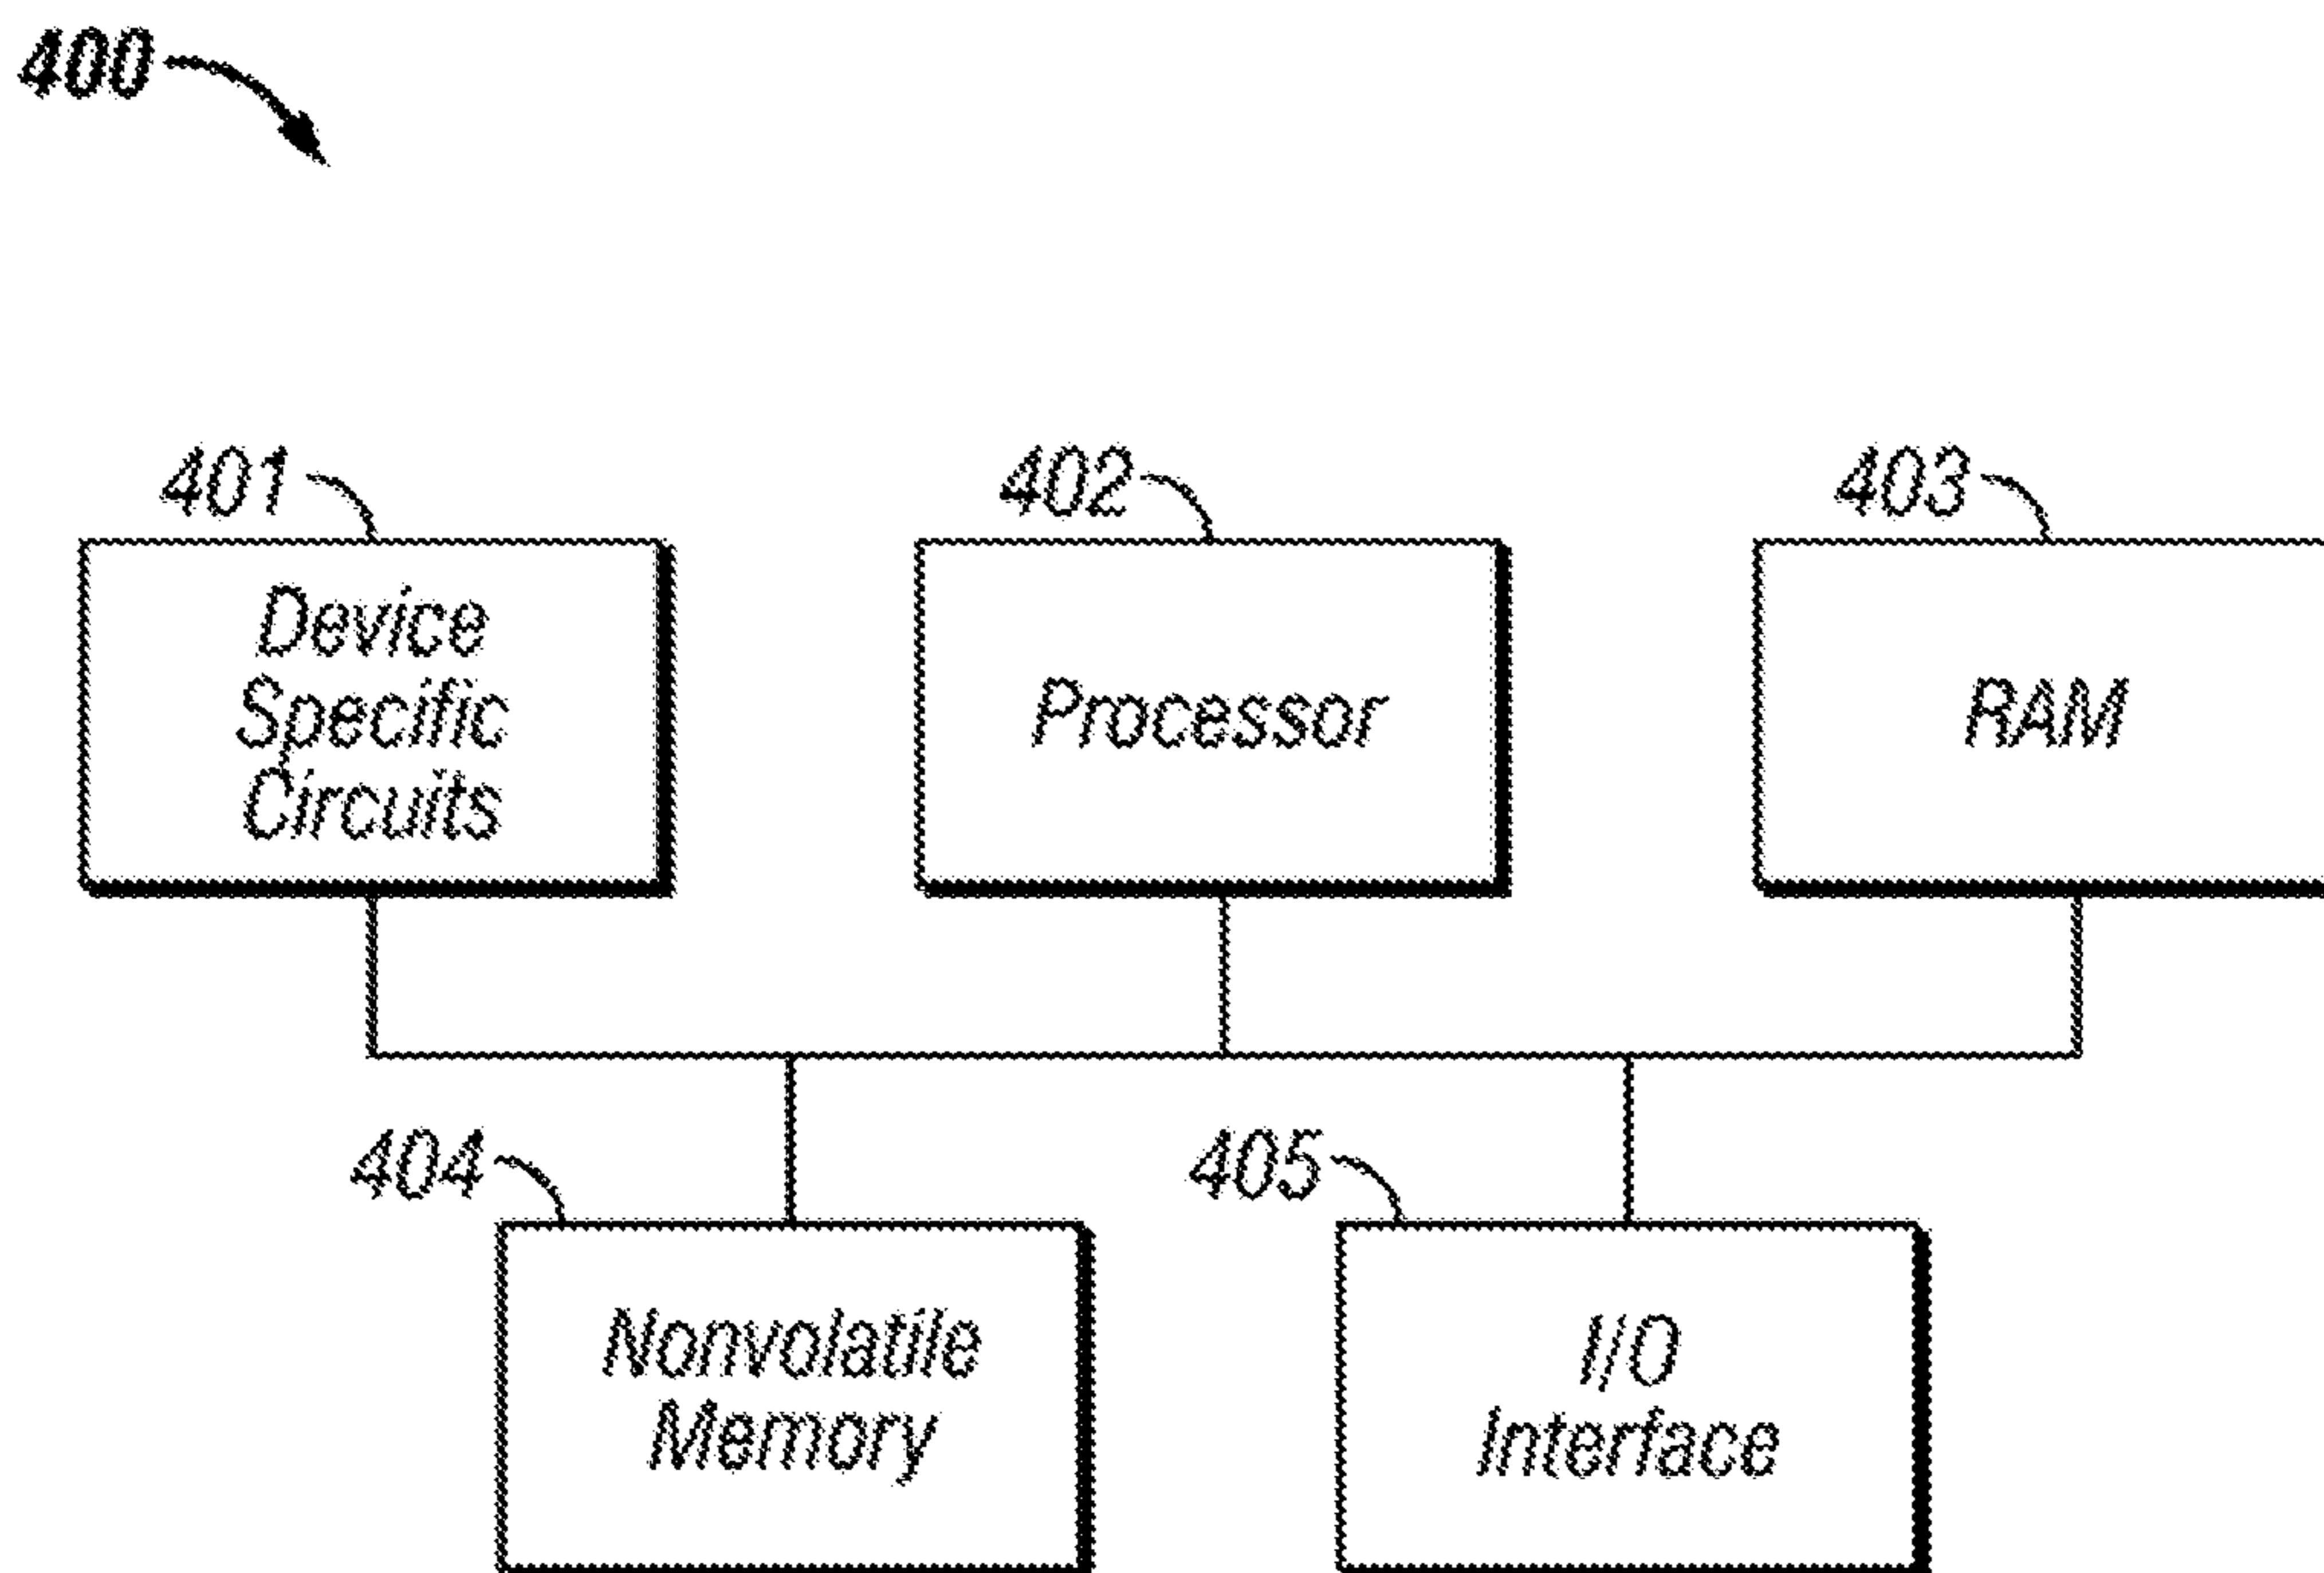 400
401
402
403
Device
Specific
Circuits
Processor
RAM
404
405
Nonvolatile
Memory
I/O
Interface